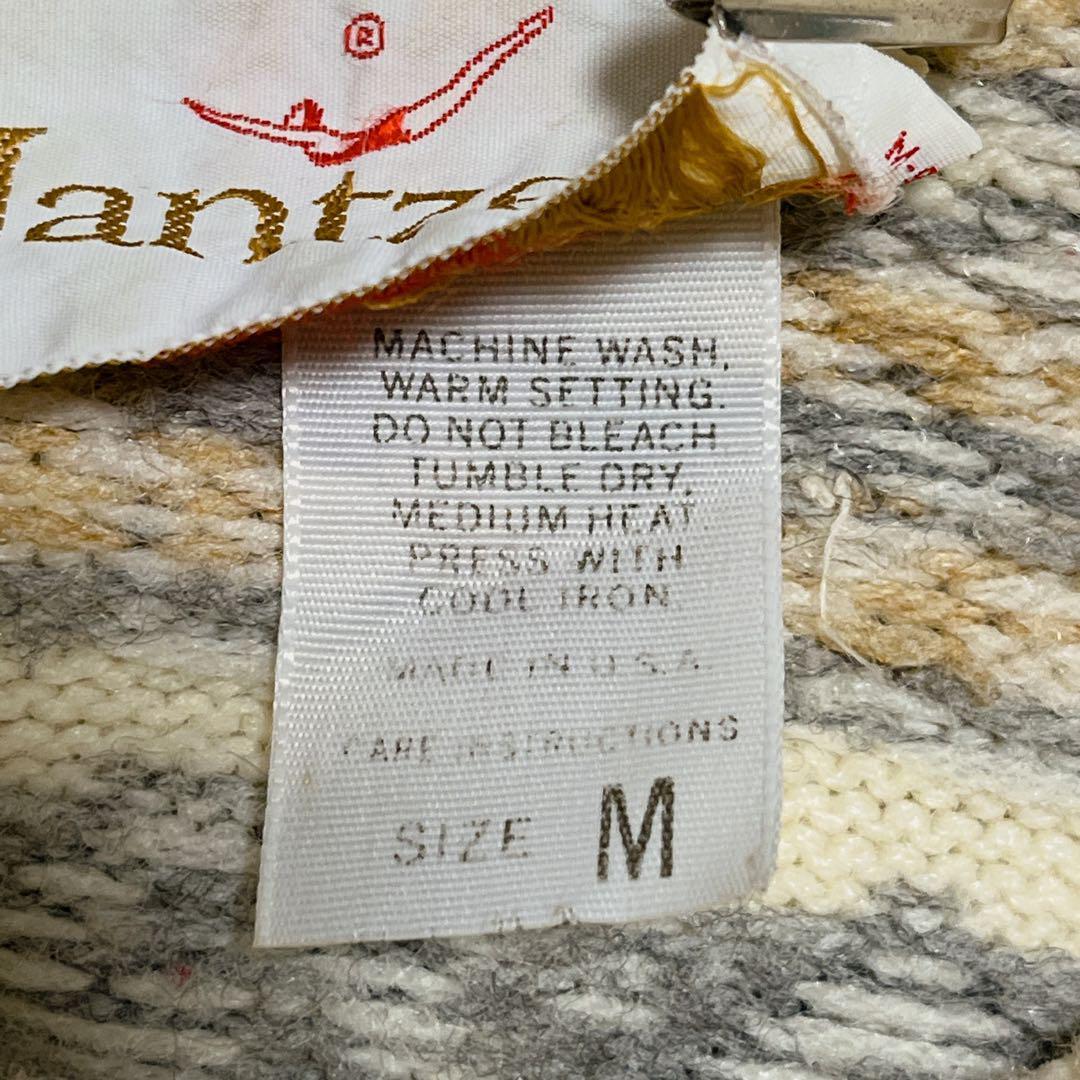 ®
Jantze
M-
MACHINE WASH,
WARM SETTING.
DO NOT BLEACH
TUMBLE DRY,
MEDIUM HEAT.
PRESS WITH
COOL IRON.
MADE IN U.S.A.
CARE INSTRUCTIONS
SIZE M